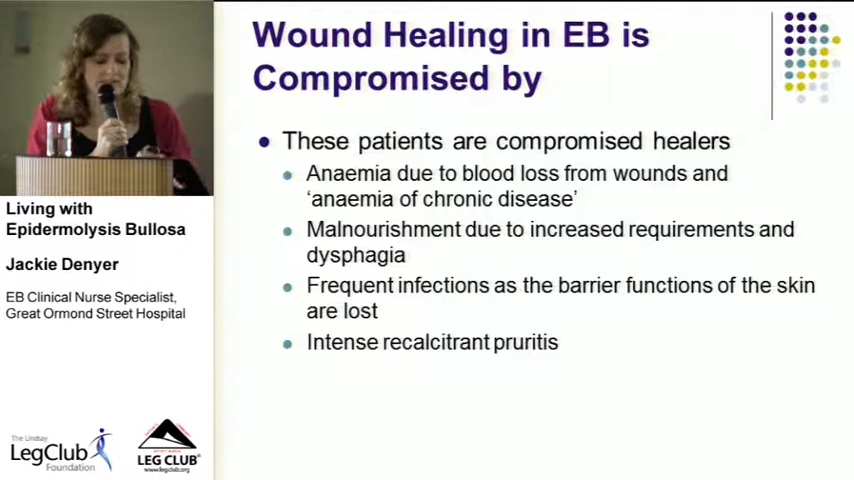 Wound Healing in EB is
Compromised by
These patients are compromised healers
Anaemia due to blood loss from wounds and
‘anaemia of chronic disease’
Malnourishment due to increased requirements and
dysphagia
Frequent infections as the barrier functions of the skin
are lost
Intense recalcitrant pruritis
Living with
Epidermolysis Bullosa
Jackie Denyer
EB Clinical Nurse Specialist,
Great Ormond Street Hospital
The Lindsay
LegClub
Foundation
LEG CLUB®
www.legclub.org